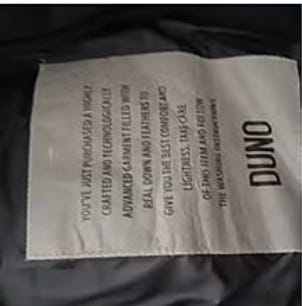 YOU'VE JUST PURCHASED A HIGHLY
CRAFTED AND TECHNOLOGICALLY
ADVANCED GARMENT FILLED WITH
REAL DOWN AND FEATHERS TO
GIVE YOU THE BEST COMFORT AND
LIGHTNESS. TAKE CARE
OF THIS ITEM AND FOLLOW
THE WASHING INSTRUCTIONS
DUNO